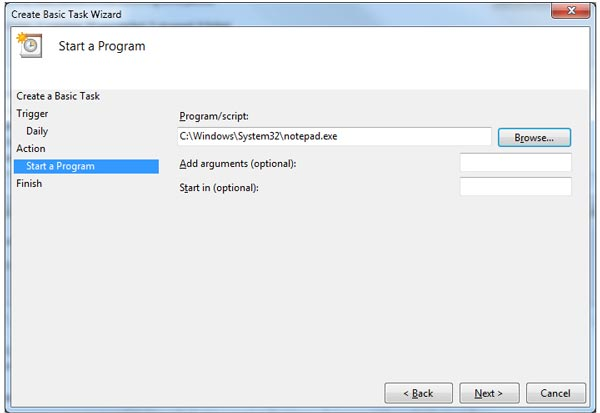 Create Basic Task Wizard
Start a Program
Create a Basic Task
Trigger
Daily
Action
Start a Program
Finish
Program/script:
C:\Windows\System32\notepad.exe
Browse...
Add arguments (optional):
Start in (optional):
< Back
Next >
Cancel